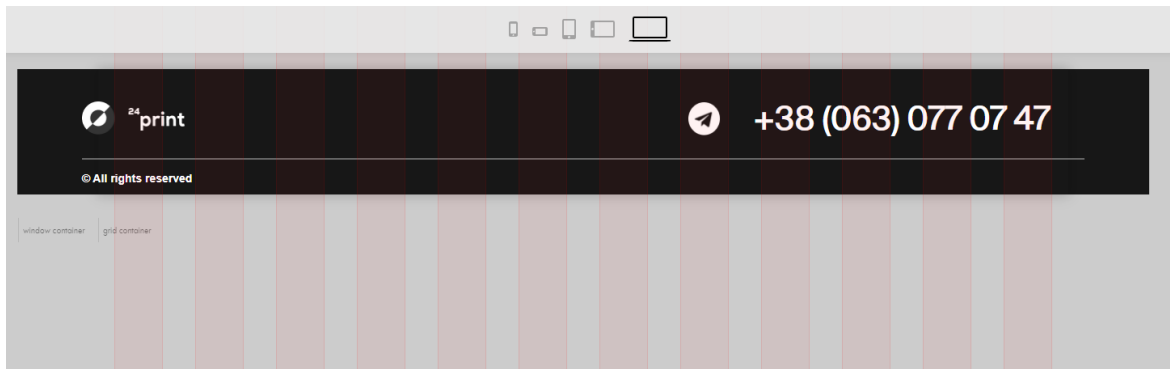 24print
+38 (063) 077 07 47
© All rights reserved
window container
grid container